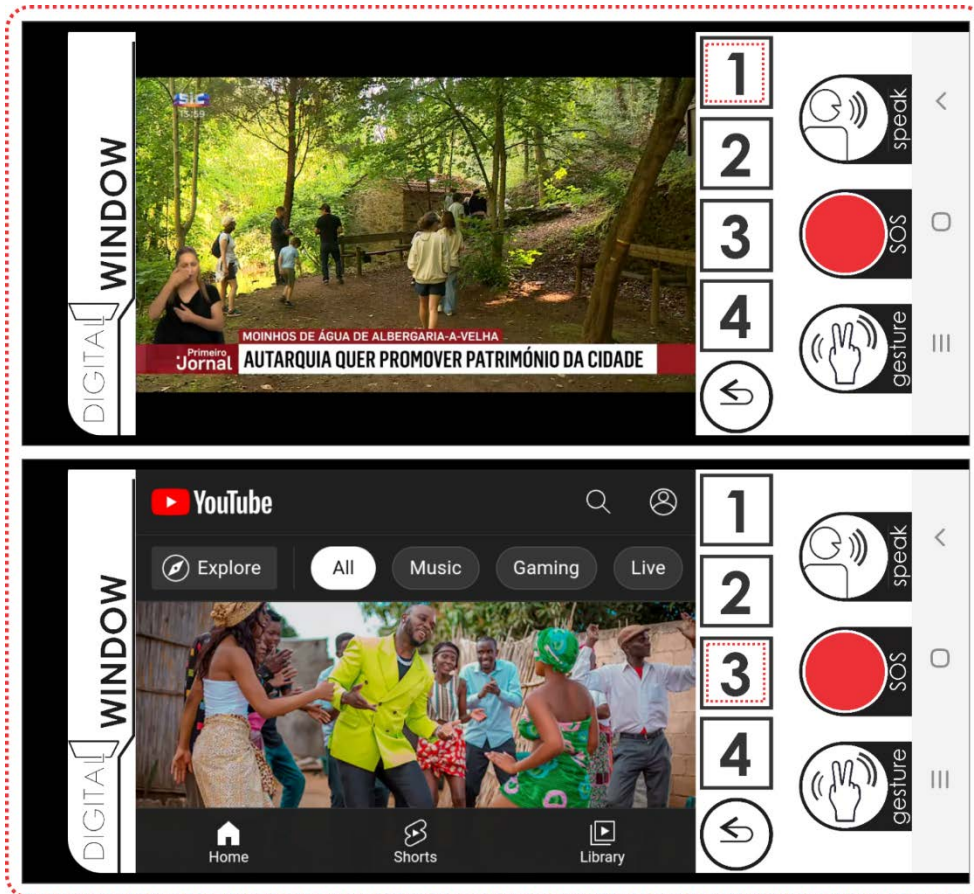 DIGITAL
WINDOW
SIC
13:59
MOINHOS DE ÁGUA DE ALBERGARIA-A-VELHA
Primeiro
Jornal
AUTARQUIA QUER PROMOVER PATRIMÓNIO DA CIDADE
1
2
3
4
speak
SOS
gesture
DIGITAL
WINDOW
YouTube
Explore
All
Music
Gaming
Live
Home
Shorts
Library
1
2
3
4
speak
SOS
gesture